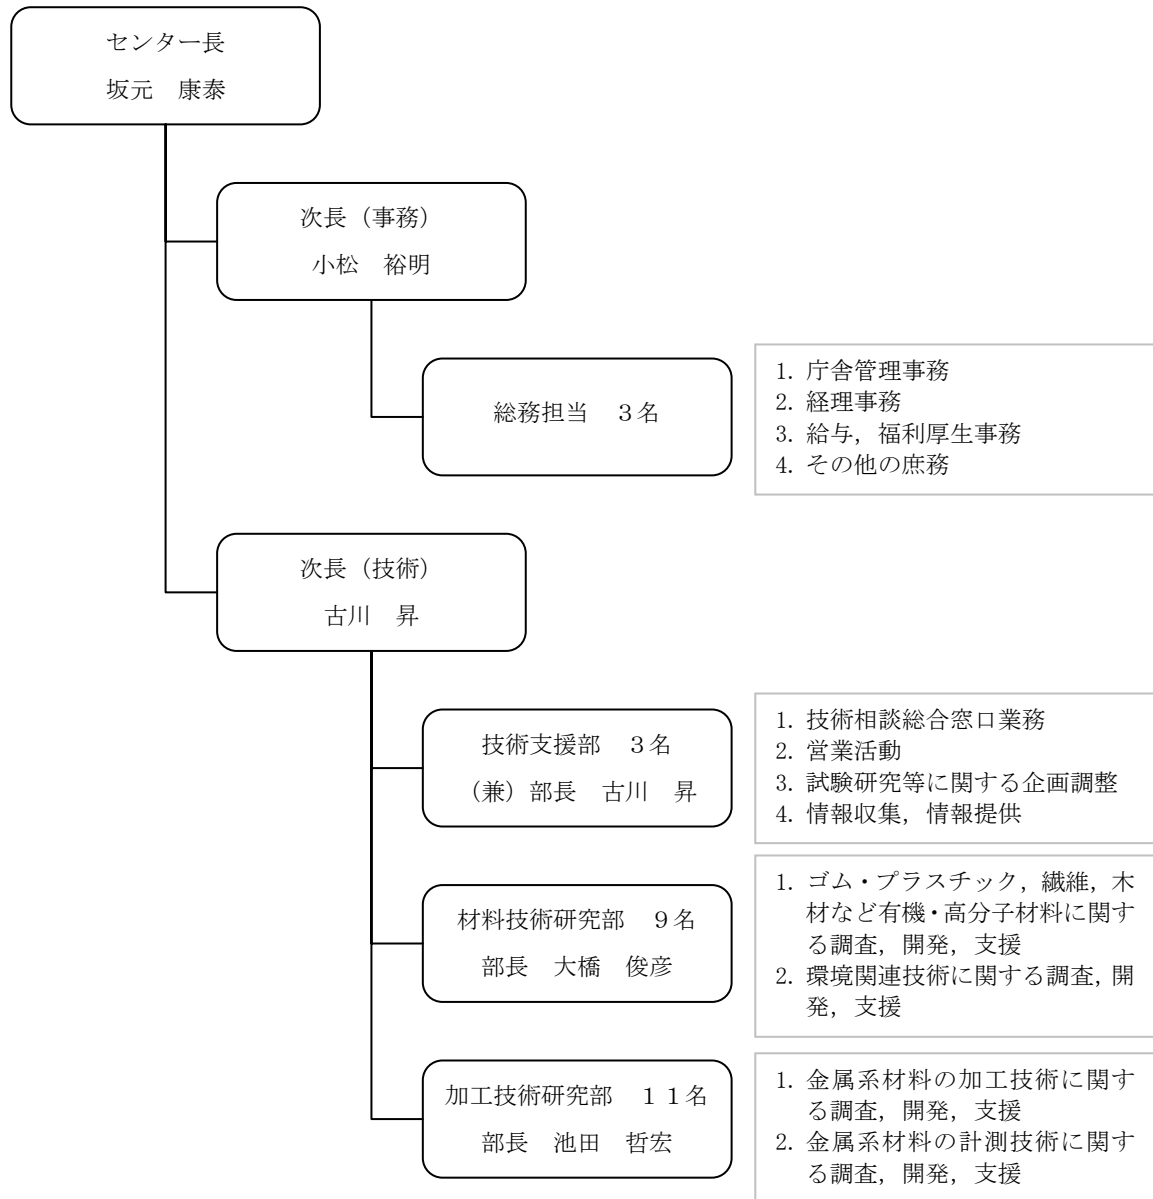 センター長
坂元　康泰
次長（事務）
小松　裕明
総務担当　３名
1. 庁舎管理事務
2. 経理事務
3. 給与，福利厚生事務
4. その他の庶務
次長（技術）
古川　昇
技術支援部　３名
（兼）部長　古川　昇
1. 技術相談総合窓口業務
2. 営業活動
3. 試験研究等に関する企画調整
4. 情報収集，情報提供
材料技術研究部　９名
部長　大橋　俊彦
1. ゴム・プラスチック，繊維，木
材など有機・高分子材料に関す
る調査，開発，支援
2. 環境関連技術に関する調査，開
発，支援
加工技術研究部　１１名
部長　池田　哲宏
1. 金属系材料の加工技術に関す
る調査，開発，支援
2. 金属系材料の計測技術に関す
る調査，開発，支援